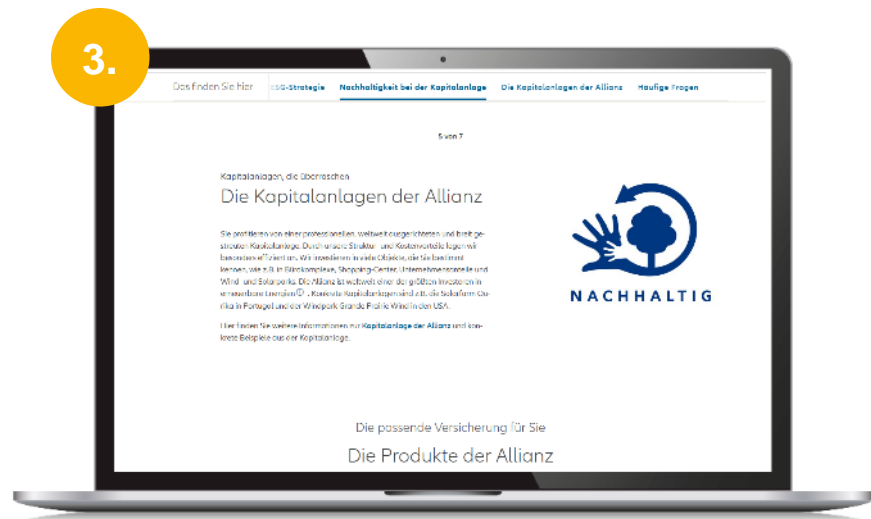 3.
Das finden Sie hier
ESG-Strategie
Nachhaltigkeit bei der Kapitalanlage
Die Kapitalanlagen der Allianz
Häufige Fragen
5 von 7
Kapitalanlagen, die überraschen
Die Kapitalanlagen der Allianz
Sie profitieren von einer professionellen, weltweit ausgerichteten und breit ge-
streuten Kapitalanlage. Durch unsere Struktur- und Kostenvorteile legen wir
besonders effizient an. Wir investieren in viele Objekte, die Sie bestimmt
kennen, wie z.B. in Bürokomplexe, Shopping-Center, Unternehmensanteile und
Wind- und Solarparks. Die Allianz ist weltweit einer der größten Investoren in
erneuerbare Energien ⓘ . Konkrete Kapitalanlagen sind z.B. die Solarfarm Ou-
rika in Portugal und der Windpark Grande Prairie Wind in den USA.
Hier finden Sie weitere Informationen zur Kapitalanlage der Allianz und kon-
krete Beispiele aus der Kapitalanlage.
NACHHALTIG
Die passende Versicherung für Sie
Die Produkte der Allianz